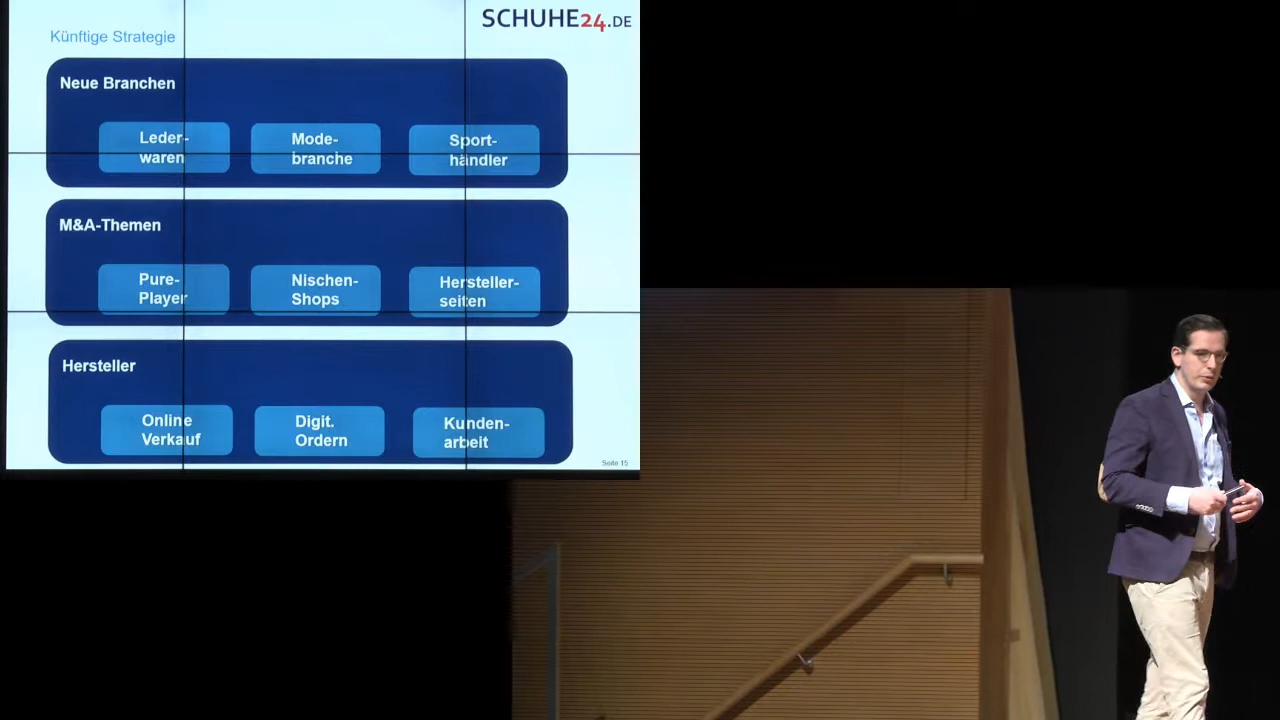 SCHUHE24.DE
Künftige Strategie
Neue Branchen
Leder-
waren
Mode-
branche
Sport-
händler
M&A-Themen
Pure-
Player
Nischen-
Shops
Hersteller-
seiten
Hersteller
Online
Verkauf
Digit.
Ordern
Kunden-
arbeit
Seite 15